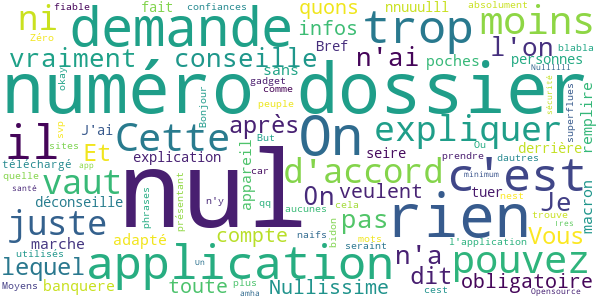 fiable fait confiances nnuuulll absolument
Zéro quons blabla
ni demande trop moins
okay infos
Bref l'on
vraiment conseille n'ai poches personnes
sans Nullllll
numéro dossier
gadget comme
sécurité superflues
peuple Bonjour
il J'ai Cette après On expliquer remplire
evp But Ou
Et explication seire derrière
sites appareil prendre dautres
téléchargé car
vaut nul d'accord c'est
quelle app On veulent tuer nest minimum
santé déconseille n'y Je
phrases qq cela trouve macron
juste présentant aucunes pas rien
adapté compte naifs bidon n'a Vous
marche mots l'application
lequel application seraint dit pouvez
utilisés ires
banquere toute plus obligatoire
Moyens Un amha Nullissime cest Opensource